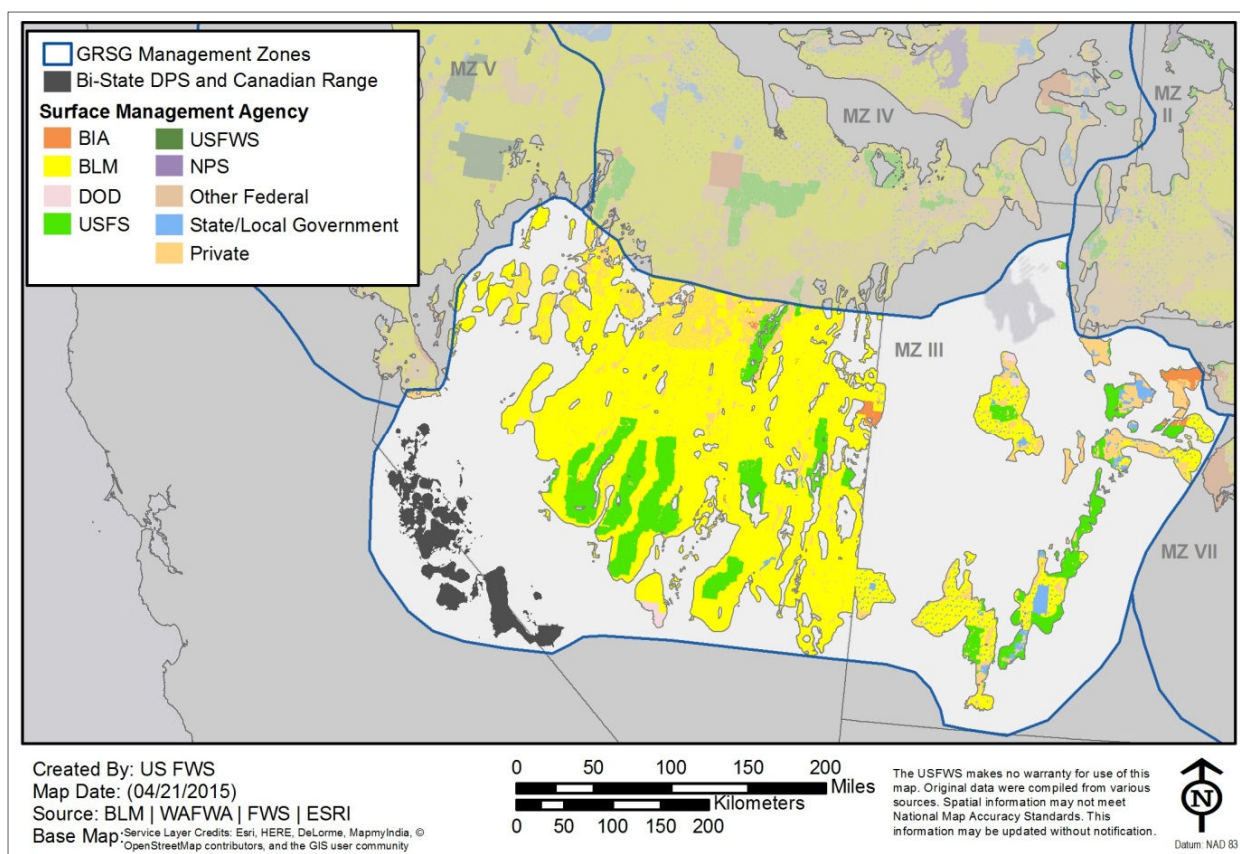 GRSG Management Zones
Bi-State DPS and Canadian Range
Surface Management Agency
BIA
USFWS
BLM
NPS
DOD
Other Federal
USFS
State/Local Government
Private
MZ V
MZ IV
MZ
II
MZ III
MZ VII
Created By: US FWS
Map Date: (04/21/2015)
Source: BLM | WAFWA | FWS | ESRI
Base Map: Service Layer Credits: Esri, HERE, DeLorme, MapmyIndia, ©
OpenStreetMap contributors, and the GIS user community
0 50 100 150 200
Miles
Kilometers
0 50 100 150 200
The USFWS makes no warranty for use of this
map. Original data were compiled from various
sources. Spatial information may not meet
National Map Accuracy Standards. This
information may be updated without notification.
N
Datum: NAD 83